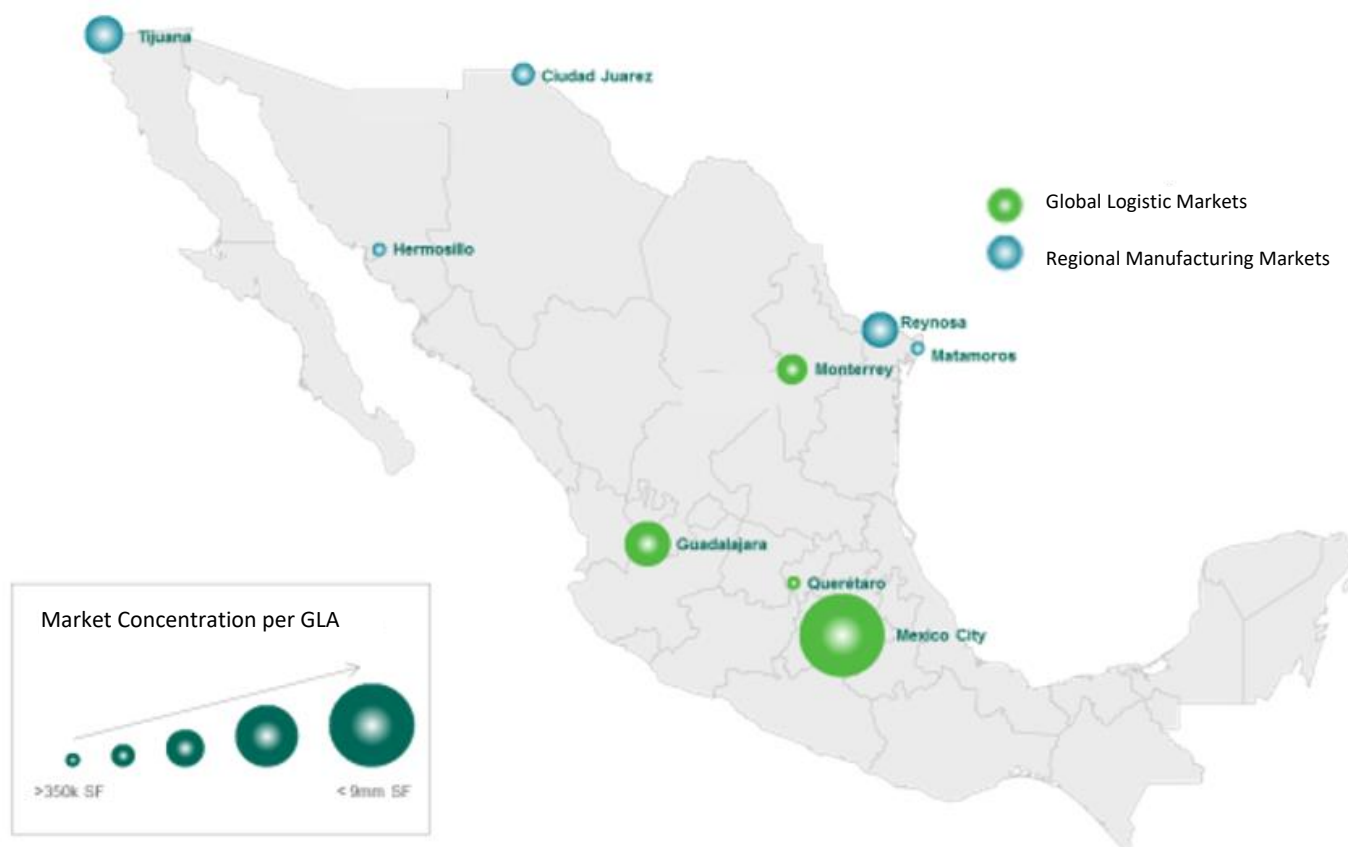 Tijuana
Ciudad Juarez
Global Logistic Markets
Hermosillo
Regional Manufacturing Markets
Reynosa
Matamoros
Monterrey
Guadalajara
Querétaro
Mexico City
Market Concentration per GLA
>350k SF
< 9mm SF